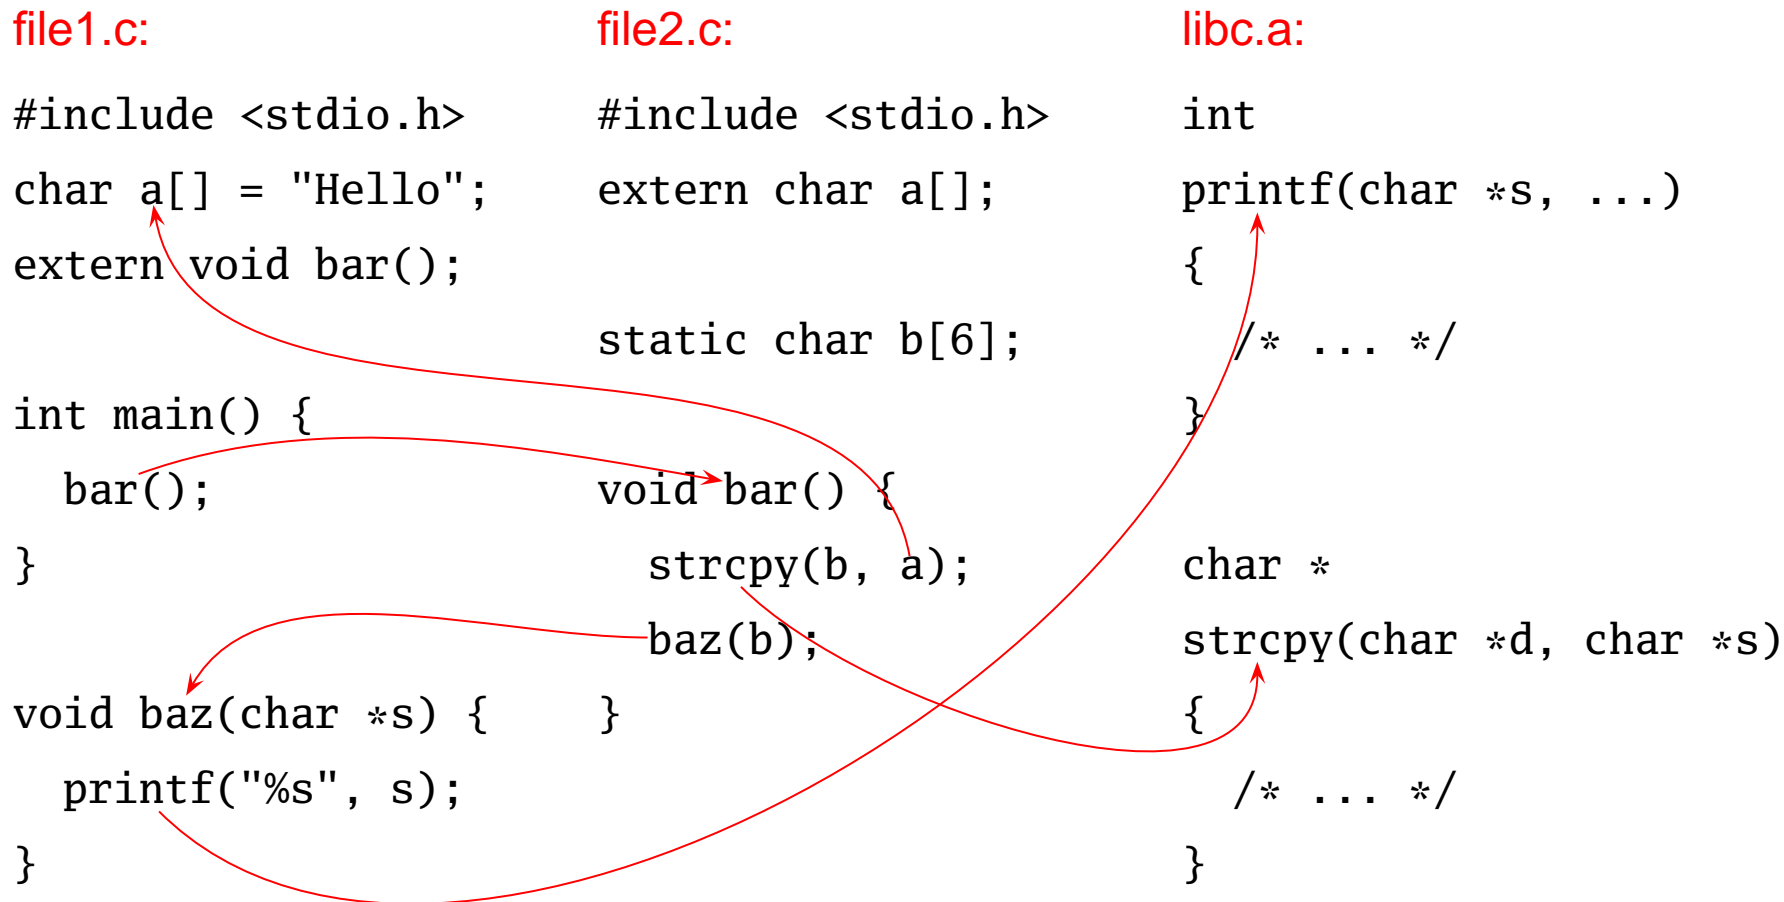 file1.c:
#include <stdio.h>
char a[] = "Hello";
extern void bar();
int main() {
  bar();
}
void baz(char *s) {
  printf("%s", s);
}
file2.c:
#include <stdio.h>
extern char a[];
static char b[6];
void bar() {
  strcpy(b, a);
  baz(b);
}
libc.a:
int
printf(char *s, ...)
{
  /* ... */
}
char *
strcpy(char *d, char *s)
{
  /* ... */
}